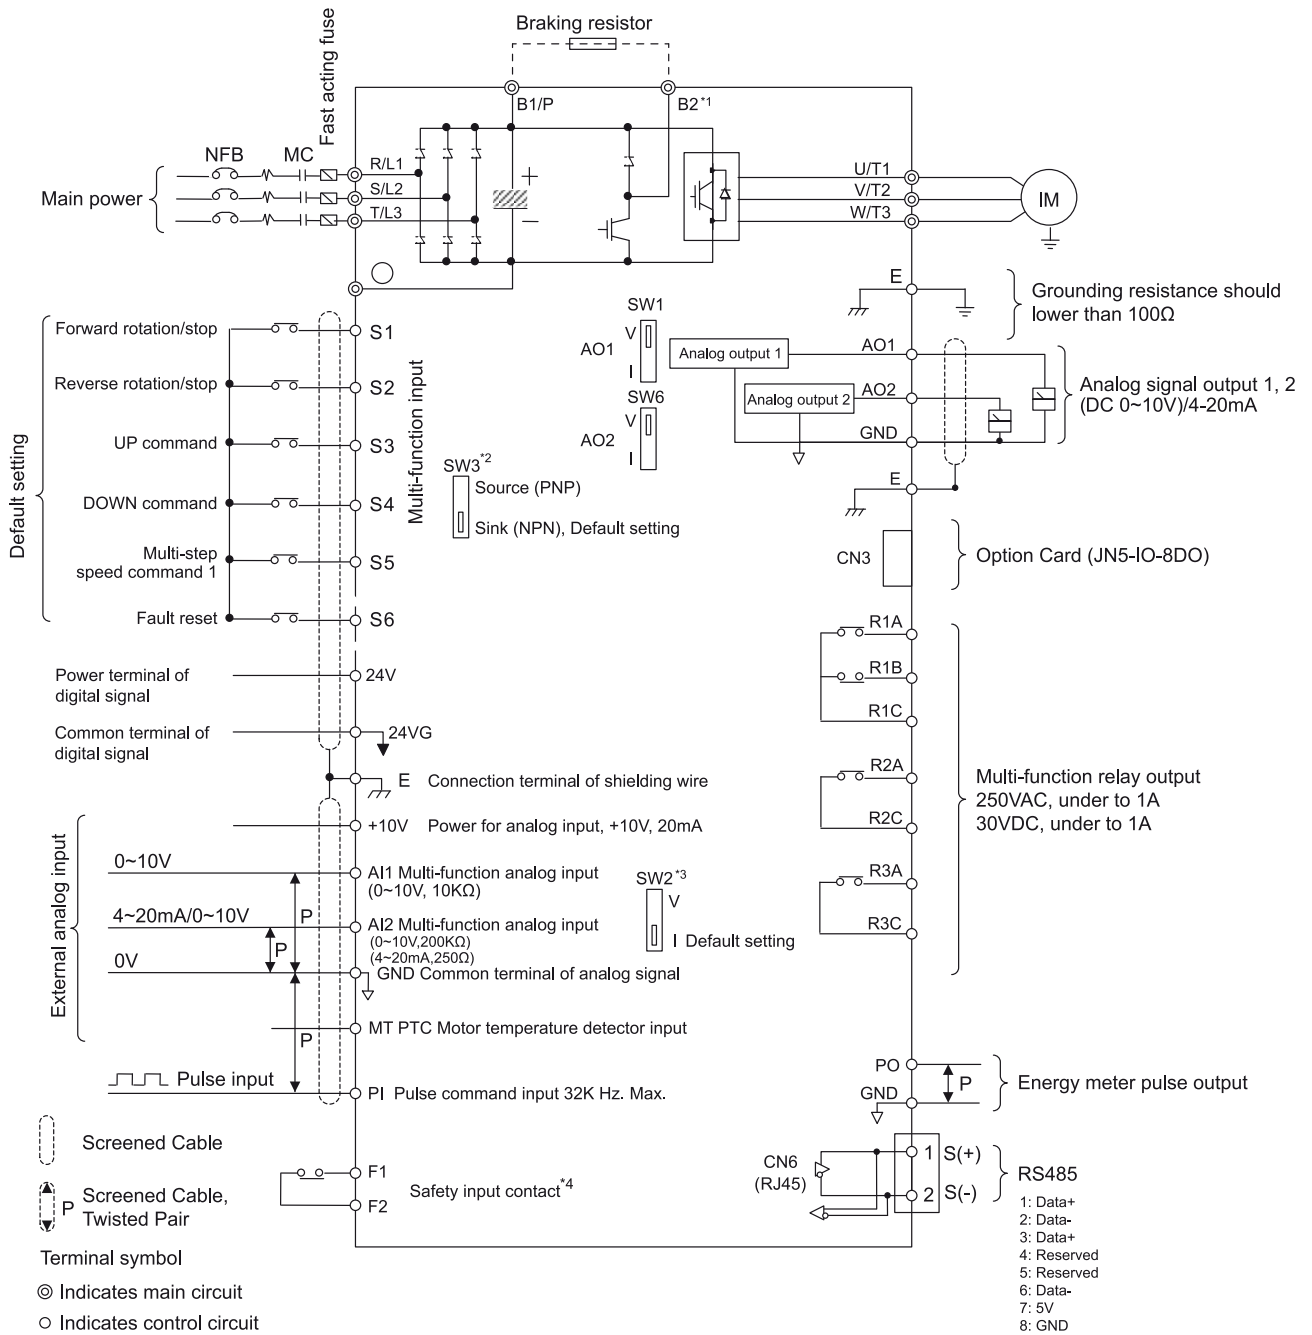 Braking resistor
Fast acting fuse
B1/P
B2*1
NFB
MC
R/L1
S/L2
T/L3
Main power
+
−
U/T1
V/T2
W/T3
IM
E
Grounding resistance should
lower than 100Ω
Default setting
Forward rotation/stop
S1
Reverse rotation/stop
S2
UP command
S3
DOWN command
S4
Multi-step
speed command 1
S5
Fault reset
S6
Multi-function input
SW1
V
AO1
I
SW6
V
AO2
I
Analog output 1
AO1
Analog output 2
AO2
GND
Analog signal output 1, 2
(DC 0~10V)/4-20mA
E
SW3*2
Source (PNP)
Sink (NPN), Default setting
CN3
Option Card (JN5-IO-8DO)
Power terminal of
digital signal
24V
Common terminal of
digital signal
24VG
E Connection terminal of shielding wire
R1A
R1B
R1C
R2A
R2C
R3A
R3C
Multi-function relay output
250VAC, under to 1A
30VDC, under to 1A
External analog input
+10V Power for analog input, +10V, 20mA
0~10V
AI1 Multi-function analog input
(0~10V, 10KΩ)
4~20mA/0~10V
P
AI2 Multi-function analog input
(0~10V,200KΩ)
(4~20mA,250Ω)
P
0V
GND Common terminal of analog signal
SW2*3
V
I Default setting
MT PTC Motor temperature detector input
P
Pulse input
PI Pulse command input 32K Hz. Max.
PO
P
GND
Energy meter pulse output
Screened Cable
P
Screened Cable,
Twisted Pair
F1
F2
Safety input contact*4
CN6
(RJ45)
1
S(+)
2
S(-)
RS485
1: Data+
2: Data-
3: Data+
4: Reserved
5: Reserved
6: Data-
7: 5V
8: GND
Terminal symbol
Indicates main circuit
Indicates control circuit